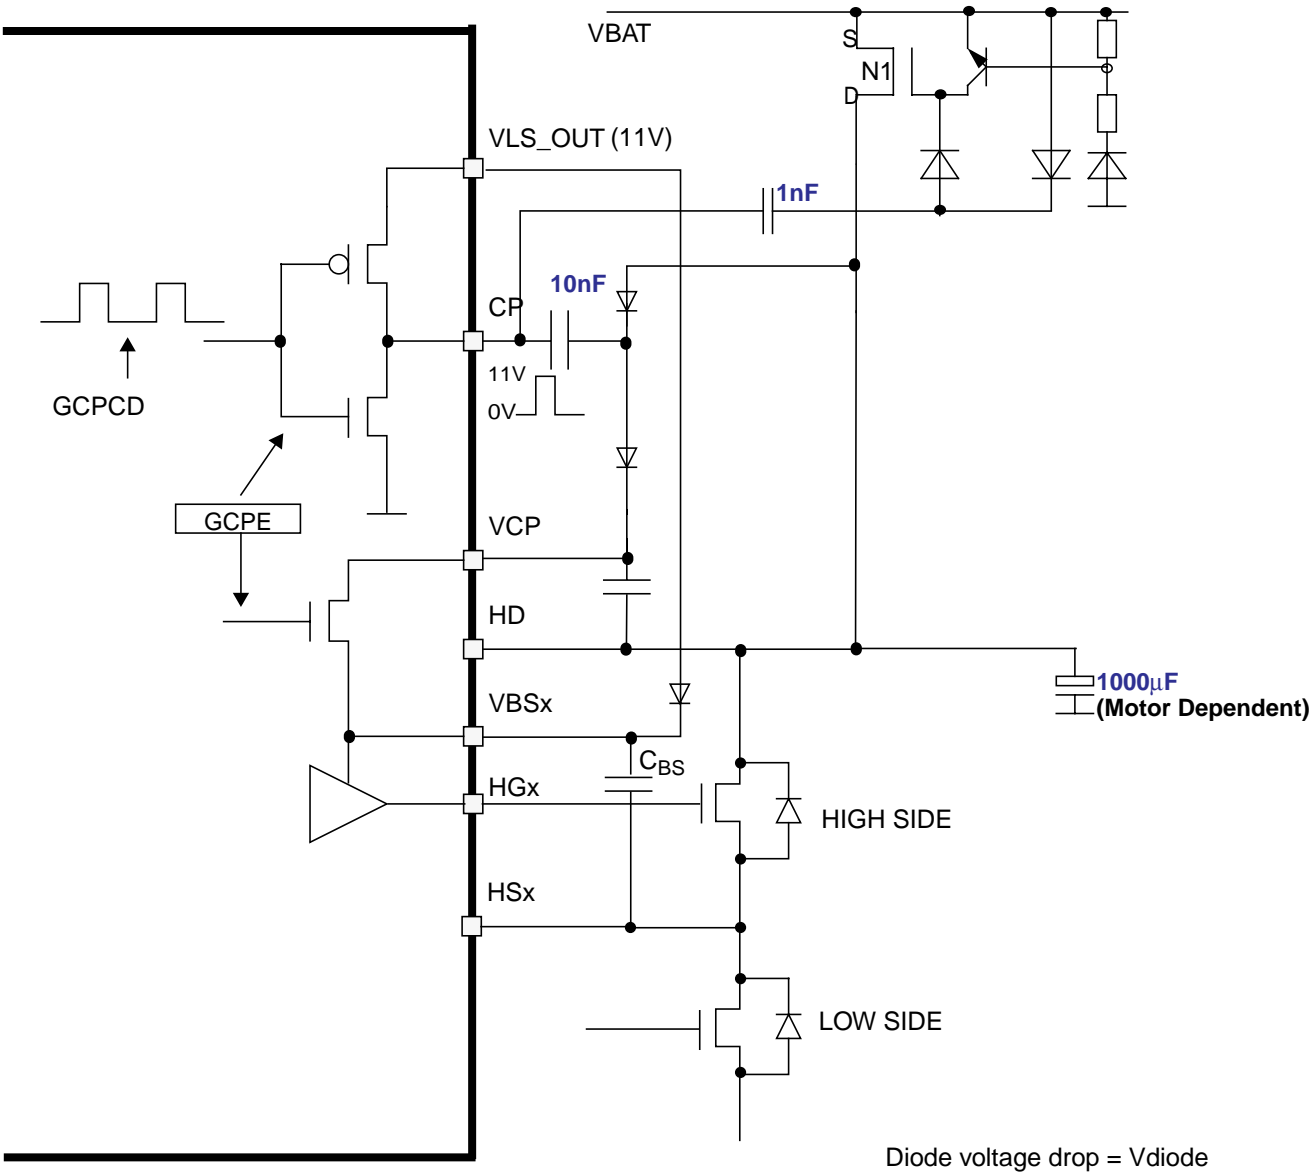 VBAT
S
N1
D
VLS_OUT (11V)
1nF
10nF
CP
11V
0V
GCPCD
GCPE
VCP
HD
1000µF
(Motor Dependent)
VBSx
CBS
HGx
HIGH SIDE
HSx
LOW SIDE
Diode voltage drop = Vdiode